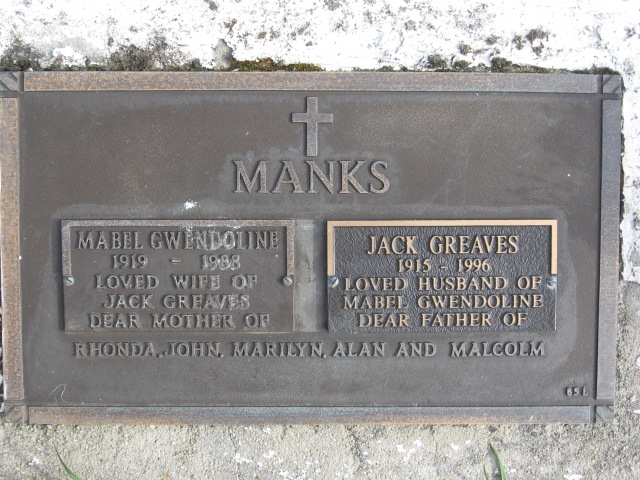 MANKS
MABEL GWENDOLINE
1919 - 1988
LOVED WIFE OF
JACK GREAVES
DEAR MOTHER OF
JACK GREAVES
1915 - 1996
LOVED HUSBAND OF
MABEL GWENDOLINE
DEAR FATHER OF
RHONDA, JOHN, MARILYN, ALAN AND MALCOLM